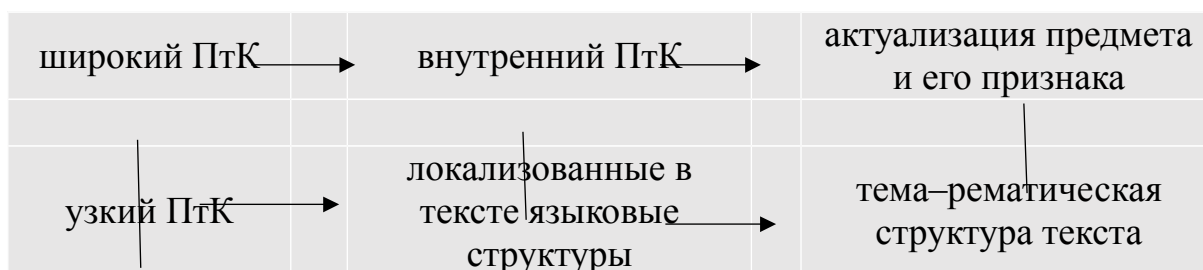 широкий ПтК
внутренний ПтК
актуализация предмета
и его признака
узкий ПтК
локализованные в
тексте языковые
структуры
тема–рематическая
структура текста